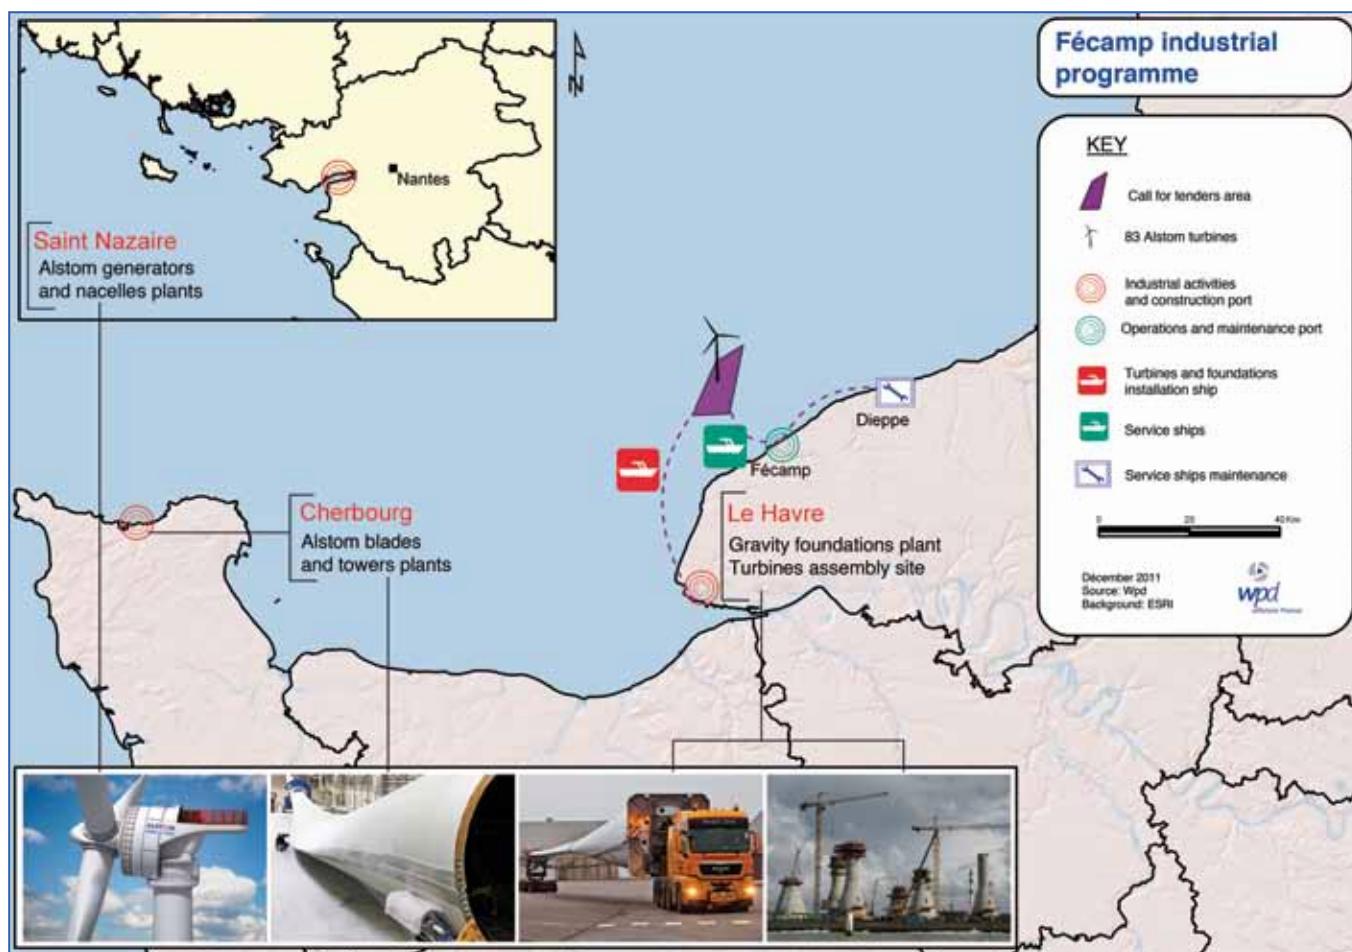 Fécamp industrial
programme
KEY
Call for tenders area
83 Alstom turbines
Industrial activities
and construction port
Operations and maintenance port
Turbines and foundations
installation ship
Service ships
Service ships maintenance
0 20 40 Km
Décember 2011
Source: Wpd
Background: ESRI
wpd
offshore France
N
Nantes
Saint Nazaire
Alstom generators
and nacelles plants
Dieppe
Fécamp
Cherbourg
Alstom blades
and towers plants
Le Havre
Gravity foundations plant
Turbines assembly site